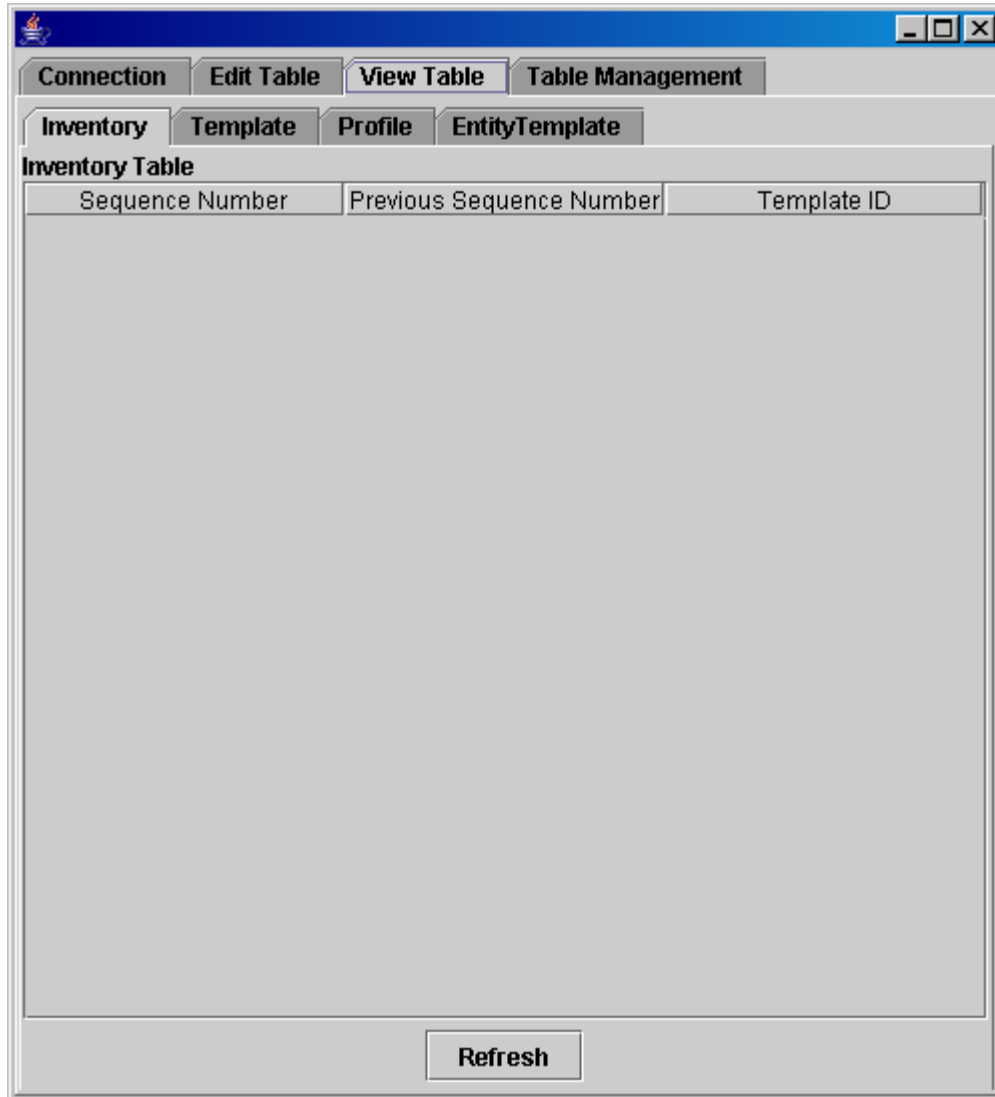 Connection Edit Table View Table Table Management
Inventory Template Profile EntityTemplate
Inventory Table
Sequence Number Previous Sequence Number Template ID
Refresh